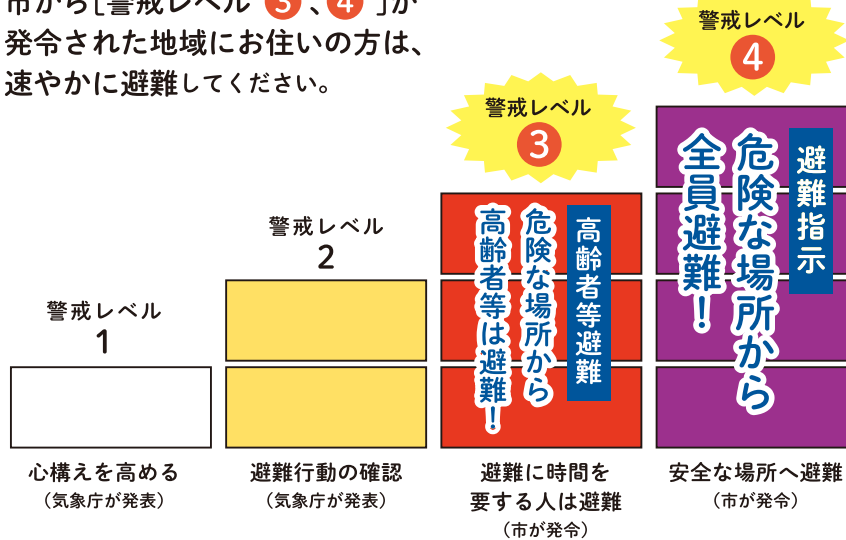 市から［警戒レベル 3、4 ］が
発令された地域にお住いの方は、
速やかに避難してください。
警戒レベル
1
心構えを高める
（気象庁が発表）
警戒レベル
2
避難行動の確認
（気象庁が発表）
警戒レベル
3
高齢者等避難
危険な場所から
高齢者等は避難！
避難に時間を
要する人は避難
（市が発令）
警戒レベル
4
避難指示
危険な場所から
全員避難！
安全な場所へ避難
（市が発令）